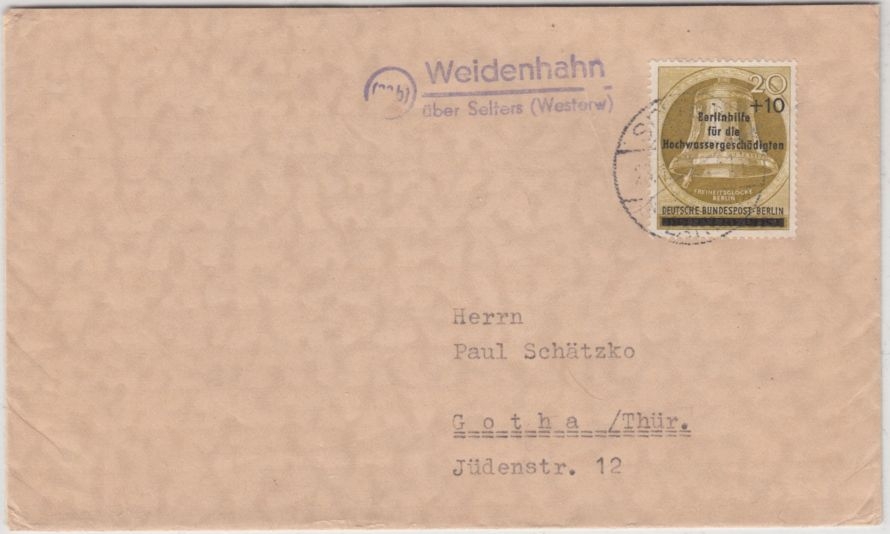 (22b)
Weidenhahn
über Selters (Westerw)
20
+10
Berlinhilfe
für die
Hochwassergeschädigten
FREIHEITSGLOCKE
BERLIN
DEUTSCHE BUNDESPOST·BERLIN
Herrn
Paul Schätzko
G o t h a /Thür.
Jüdenstr. 12